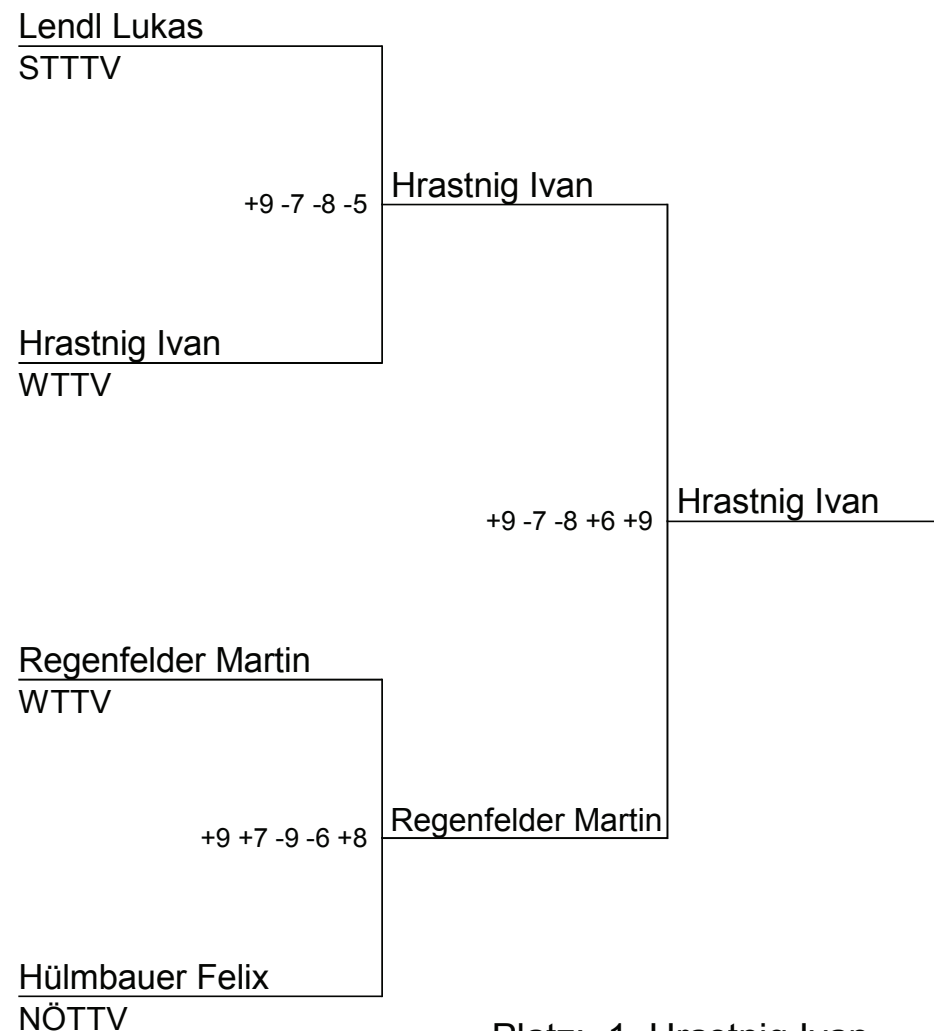 Lendl Lukas
STTTV
Hrastnig Ivan
+9 -7 -8 -5
Hrastnig Ivan
WTTV
Hrastnig Ivan
+9 -7 -8 +6 +9
Regenfelder Martin
WTTV
Regenfelder Martin
+9 +7 -9 -6 +8
Hülmbauer Felix
NÖTTV
Platz: 1 Hrastnig Ivan